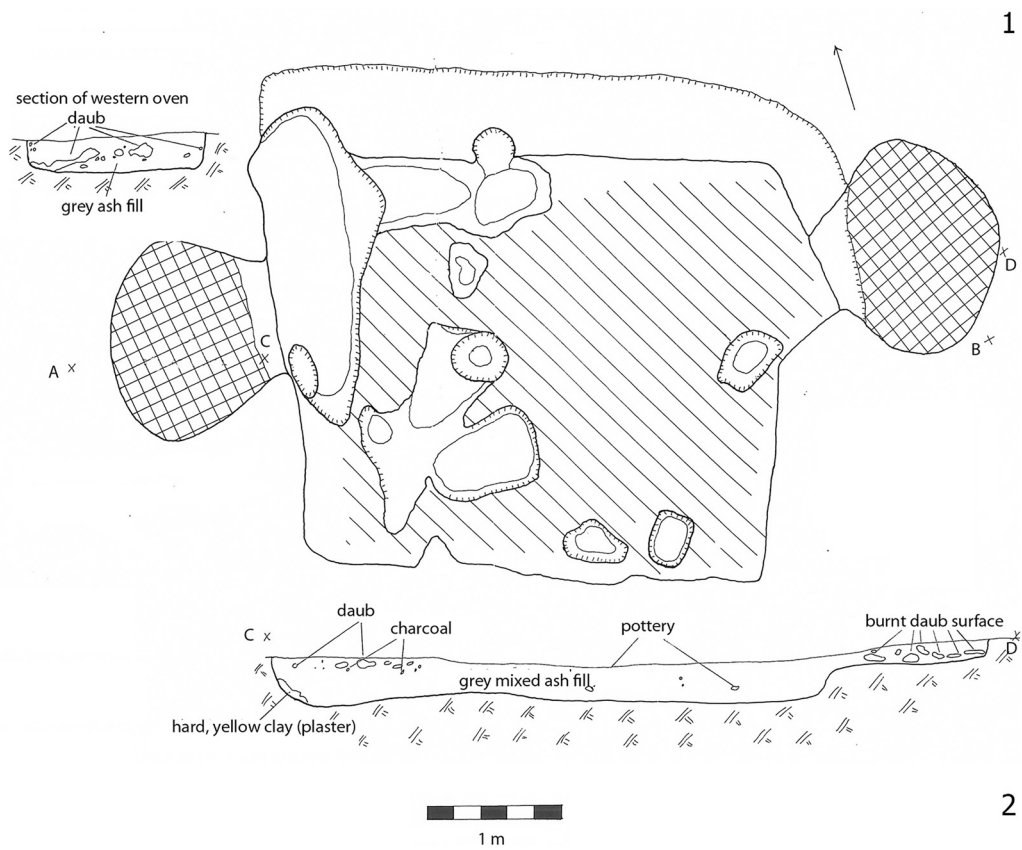 1
section of western oven
daub
grey ash fill
D
C
B
A
daub
charcoal
pottery
burnt daub surface
C
D
grey mixed ash fill
hard, yellow clay (plaster)
2
1 m